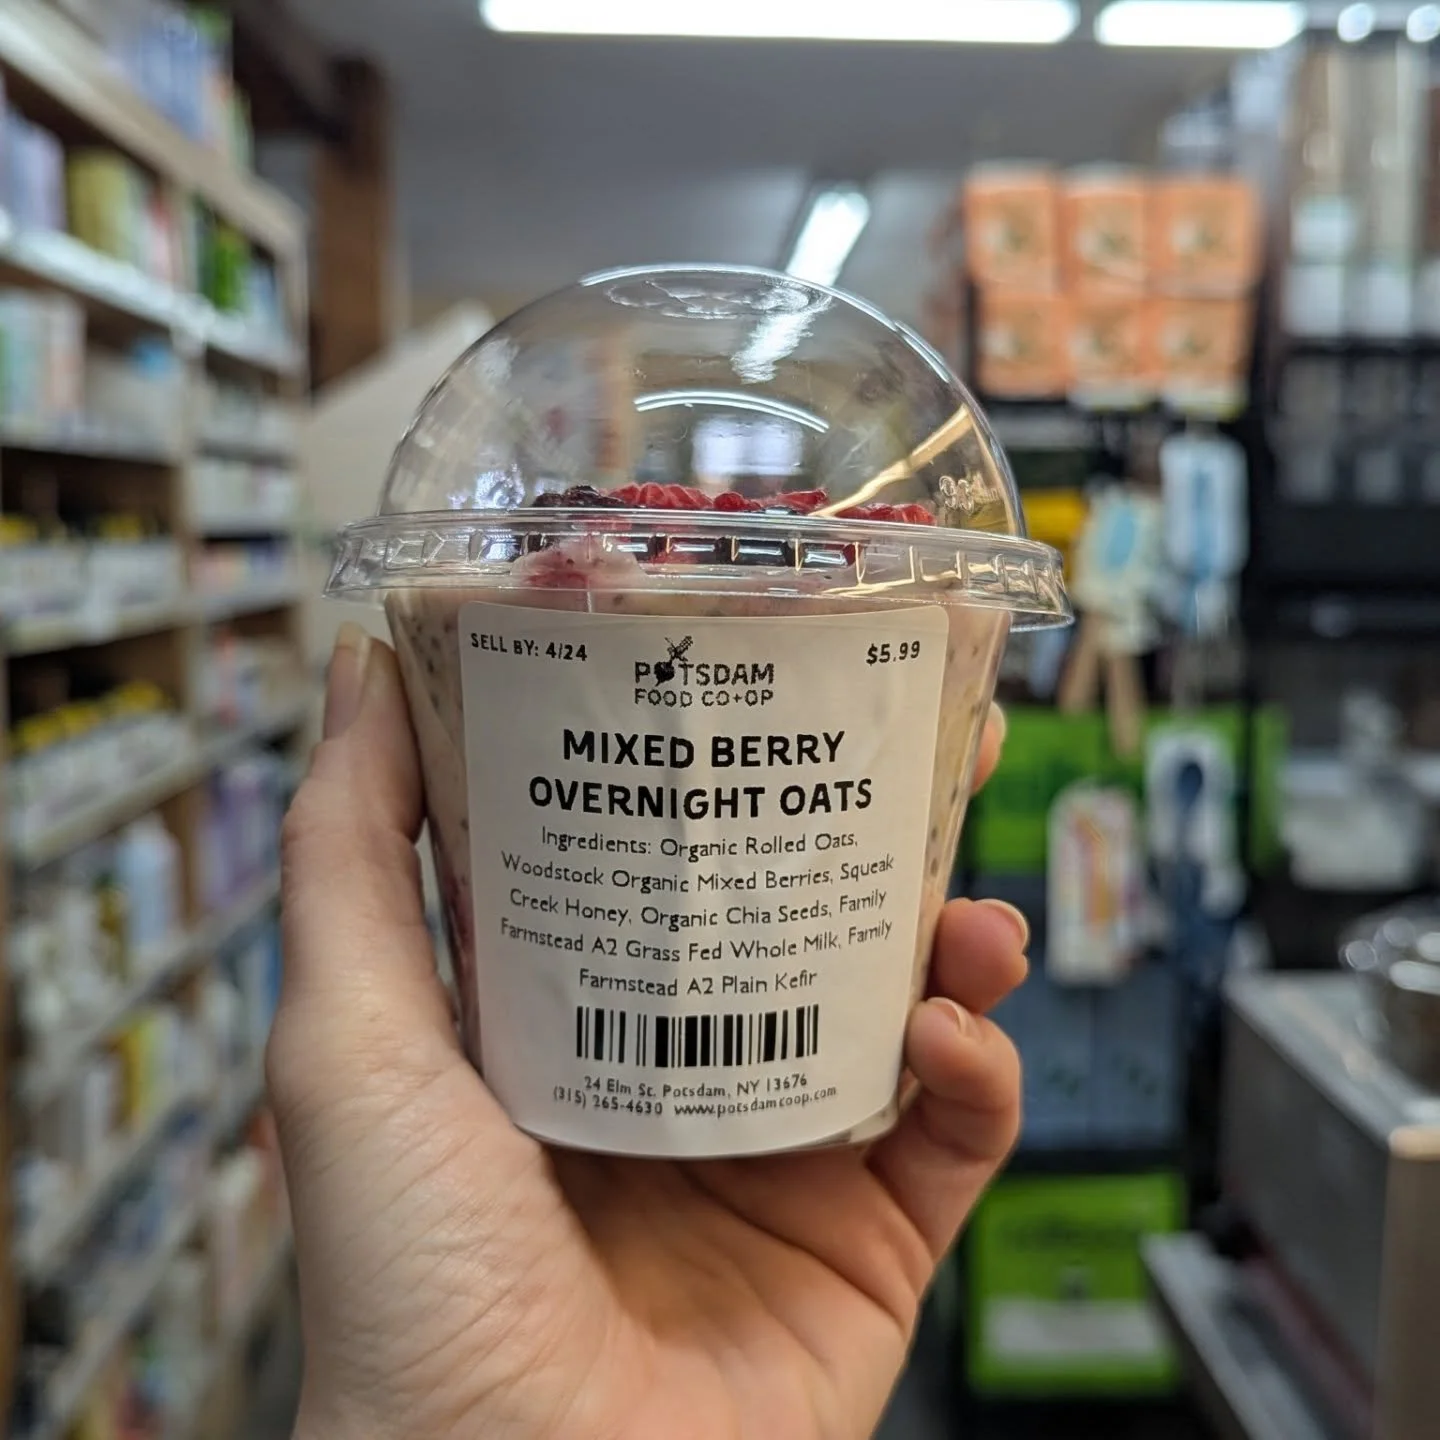 SELL BY: 4/24
POTSDAM
FOOD CO+OP
$5.99
MIXED BERRY
OVERNIGHT OATS
Ingredients: Organic Rolled Oats,
Woodstock Organic Mixed Berries, Squeak
Creek Honey, Organic Chia Seeds, Family
Farmstead A2 Grass Fed Whole Milk, Family
Farmstead A2 Plain Kefir
24 Elm St. Potsdam, NY 13676
(315) 265-4630 www.potsdamcoop.com